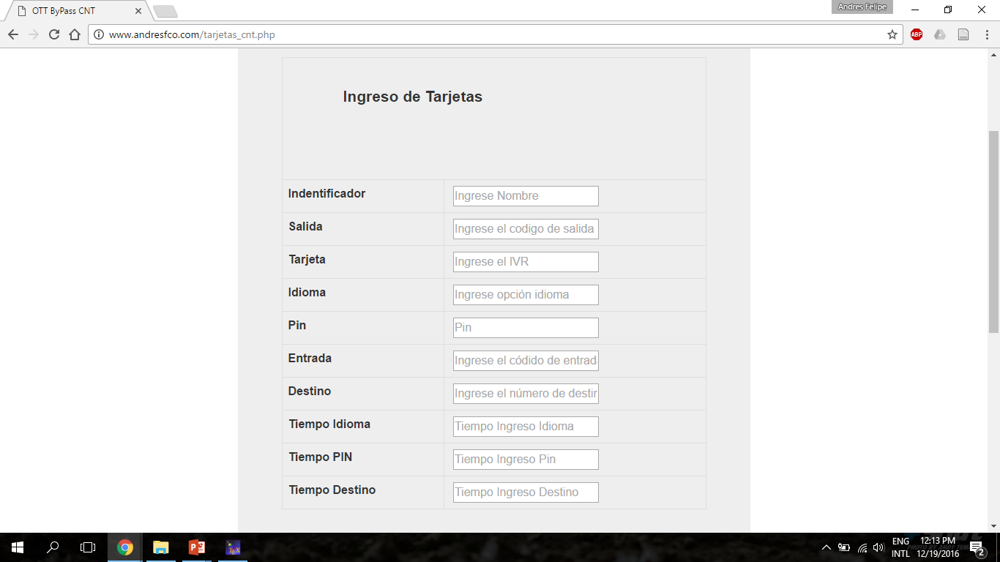 OTT ByPass CNT
Andres Felipe
www.andresfco.com/tarjetas_cnt.php
ABP
Ingreso de Tarjetas
Indentificador
Ingrese Nombre
Salida
Ingrese el codigo de salida
Tarjeta
Ingrese el IVR
Idioma
Ingrese opción idioma
Pin
Pin
Entrada
Ingrese el códido de entrad
Destino
Ingrese el número de destin
Tiempo Idioma
Tiempo Ingreso Idioma
Tiempo PIN
Tiempo Ingreso Pin
Tiempo Destino
Tiempo Ingreso Destino
ENG
INTL
12:13 PM
12/19/2016
2